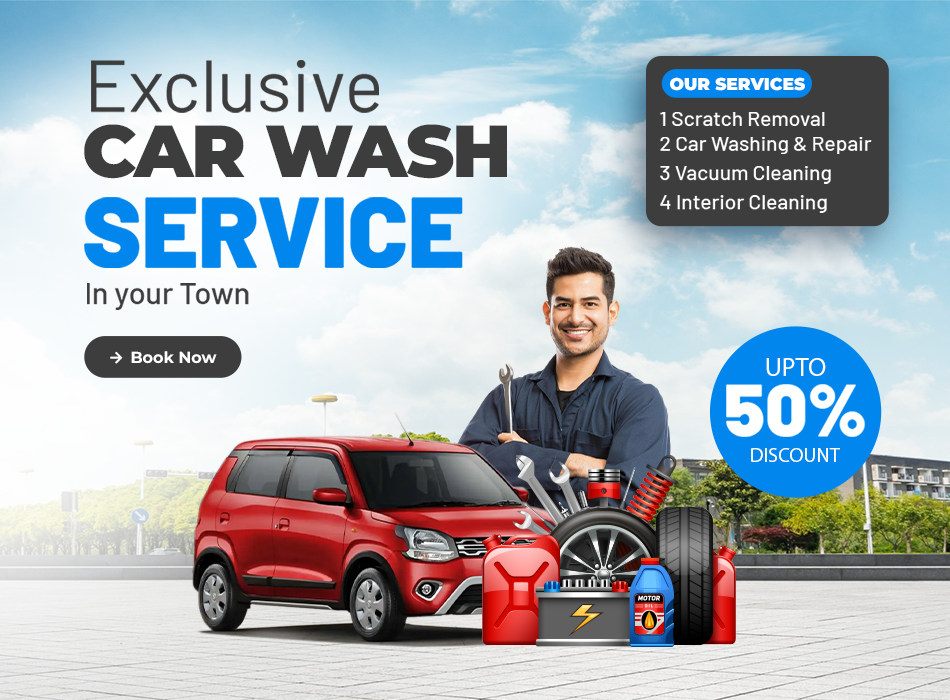 Exclusive
CAR WASH
SERVICE
In your Town
→ Book Now
OUR SERVICES
1 Scratch Removal
2 Car Washing & Repair
3 Vacuum Cleaning
4 Interior Cleaning
UPTO
50%
DISCOUNT
MOTOR
OIL